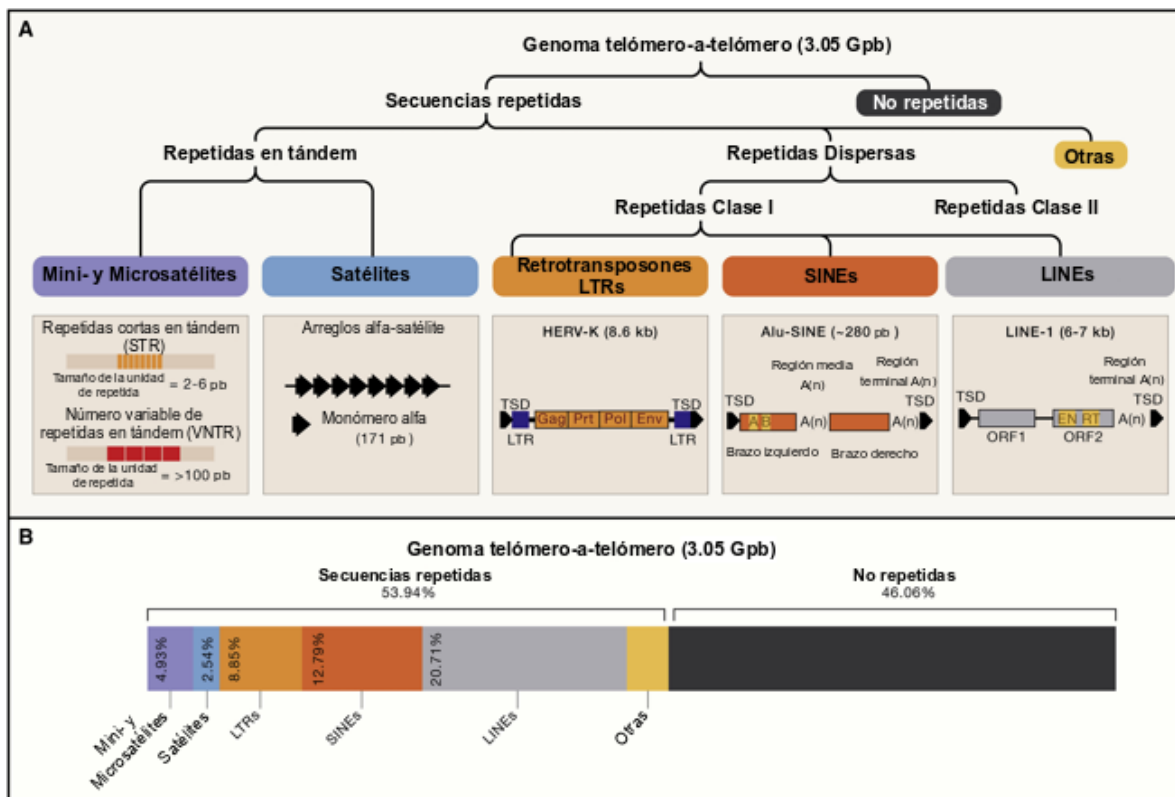 A
Genoma telómero-a-telómero (3.05 Gpb)
Secuencias repetidas
No repetidas
Repetidas en tándem
Repetidas Dispersas
Otras
Repetidas Clase I
Repetidas Clase II
Mini- y Microsatélites
Satélites
Retrotransposones
LTRs
SINEs
LINEs
Repetidas cortas en tándem
(STR)
Tamaño de la unidad
de repetida
= 2-6 pb
Número variable de
repetidas en tándem (VNTR)
Tamaño de la unidad
de repetida
= >100 pb
Arreglos alfa-satélite
Monómero alfa
(171 pb)
HERV-K (8.6 kb)
TSD
Gag Prt Pol Env
TSD
LTR
LTR
Alu-SINE (~280 pb)
Región media
A(n)
Región
terminal A(n)
TSD
TSD
A B
A(n)
A(n)
Brazo izquierdo
Brazo derecho
LINE-1 (6-7 kb)
Región
terminal A(n)
TSD
TSD
EN RT
A(n)
ORF1
ORF2
B
Genoma telómero-a-telómero (3.05 Gpb)
Secuencias repetidas
53.94%
No repetidas
46.06%
4.93%
2.54%
8.85%
12.79%
20.71%
Mini- y
Microsatélites
Satélites
LTRs
SINEs
LINEs
Otras